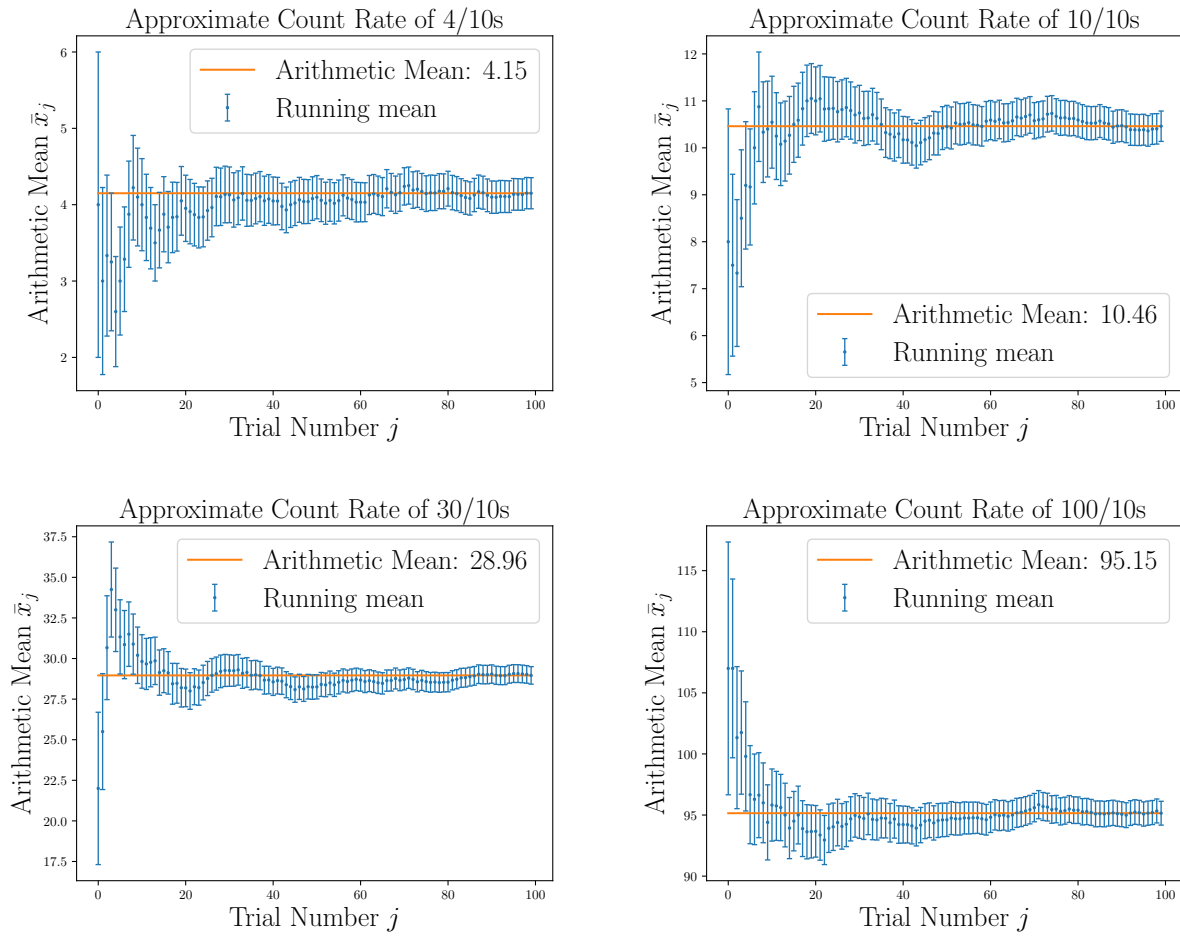 Approximate Count Rate of 4/10s
6
5
4
3
2
Arithmetic Mean x̄_j
Arithmetic Mean: 4.15
Running mean
0 20 40 60 80 100
Trial Number j
Approximate Count Rate of 10/10s
12
11
10
9
8
7
6
5
Arithmetic Mean x̄_j
Arithmetic Mean: 10.46
Running mean
0 20 40 60 80 100
Trial Number j
Approximate Count Rate of 30/10s
37.5
35.0
32.5
30.0
27.5
25.0
22.5
20.0
17.5
Arithmetic Mean x̄_j
Arithmetic Mean: 28.96
Running mean
0 20 40 60 80 100
Trial Number j
Approximate Count Rate of 100/10s
115
110
105
100
95
90
Arithmetic Mean x̄_j
Arithmetic Mean: 95.15
Running mean
0 20 40 60 80 100
Trial Number j